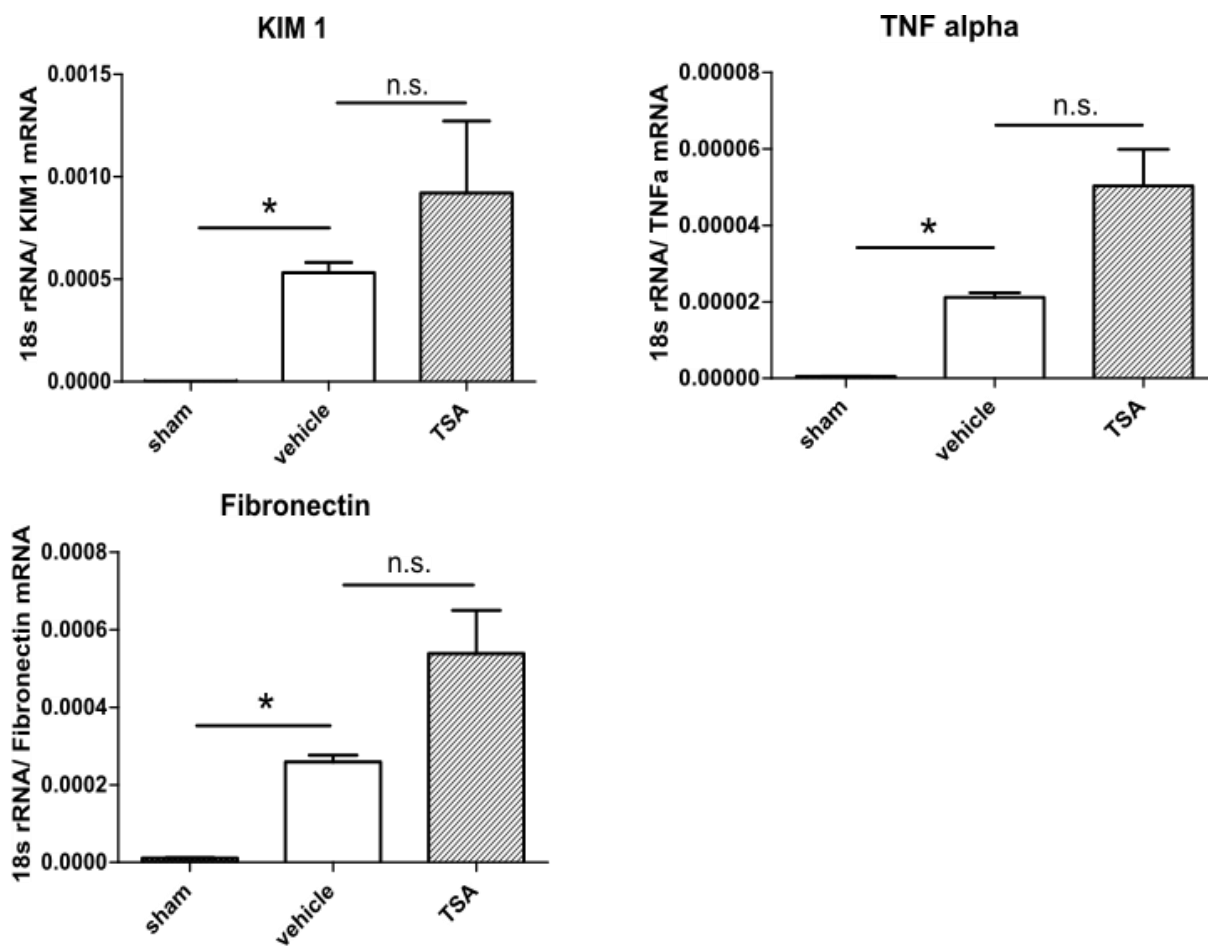 KIM 1
18s rRNA/ KIM1 mRNA
0.0015
0.0010
0.0005
0.0000
n.s.
*
sham
vehicle
TSA
TNF alpha
18s rRNA/ TNFa mRNA
0.00008
0.00006
0.00004
0.00002
0.00000
n.s.
*
sham
vehicle
TSA
Fibronectin
18s rRNA/ Fibronectin mRNA
0.0008
0.0006
0.0004
0.0002
0.0000
n.s.
*
sham
vehicle
TSA